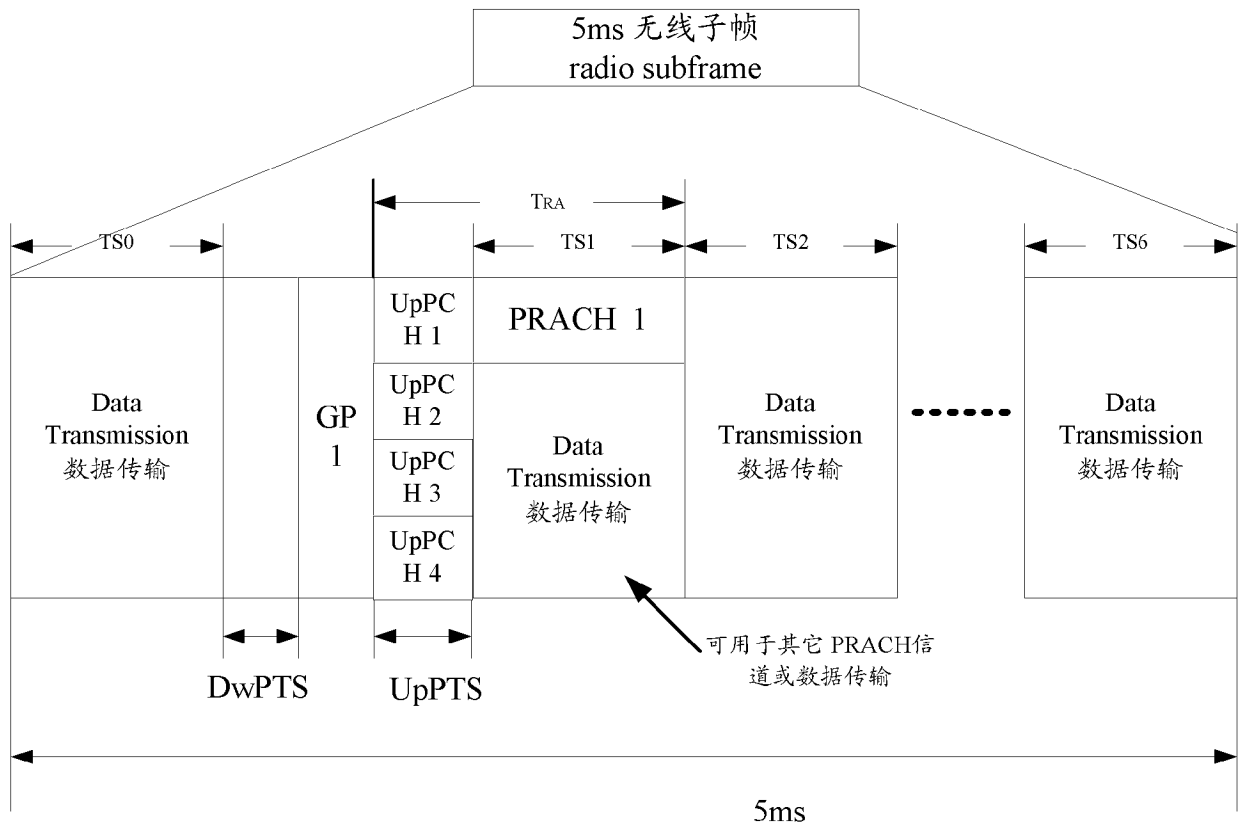 5ms 无线子帧
radio subframe
TRA
TS0
TS1
TS2
TS6
Data
Transmission
数据传输
GP
1
UpPC
H 1
UpPC
H 2
UpPC
H 3
UpPC
H 4
PRACH 1
Data
Transmission
数据传输
Data
Transmission
数据传输
Data
Transmission
数据传输
可用于其它 PRACH信
道或数据传输
DwPTS
UpPTS
5ms